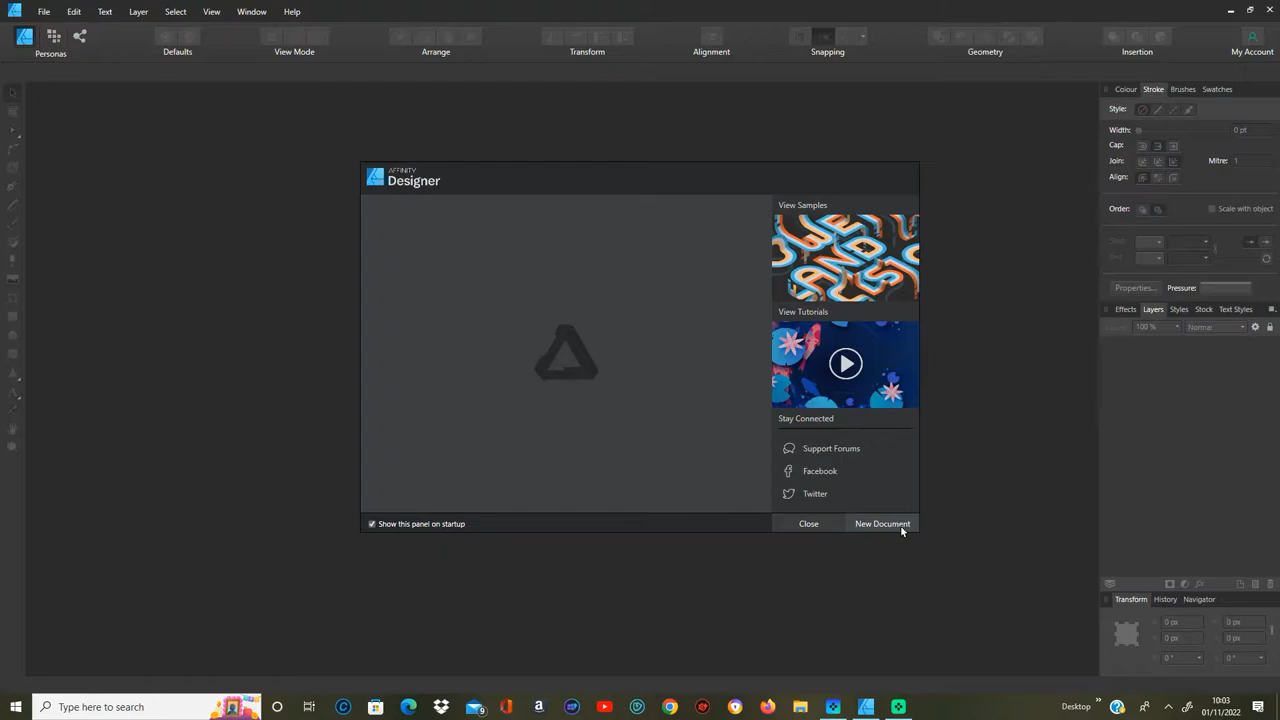 File Edit Text Layer Select View Window Help
Personas Defaults View Mode Arrange Transform Alignment Snapping Geometry Insertion My Account
Colour Stroke Brushes Swatches
Style:
Width: 0 pt
Cap:
Join: Mitre: 1
Align:
Order: Scale with object
Start
End
Properties... Pressure:
Effects Layers Styles Stock Text Styles
100 % Normal
AFFINITY
Designer
View Samples
View Tutorials
Stay Connected
Support Forums
Facebook
Twitter
Show this panel on startup Close New Document
Transform History Navigator
X: 0 px Y: 0 px
0 px 0 px
0 ° 0 °
Type here to search
9
Desktop
10:03
01/11/2022